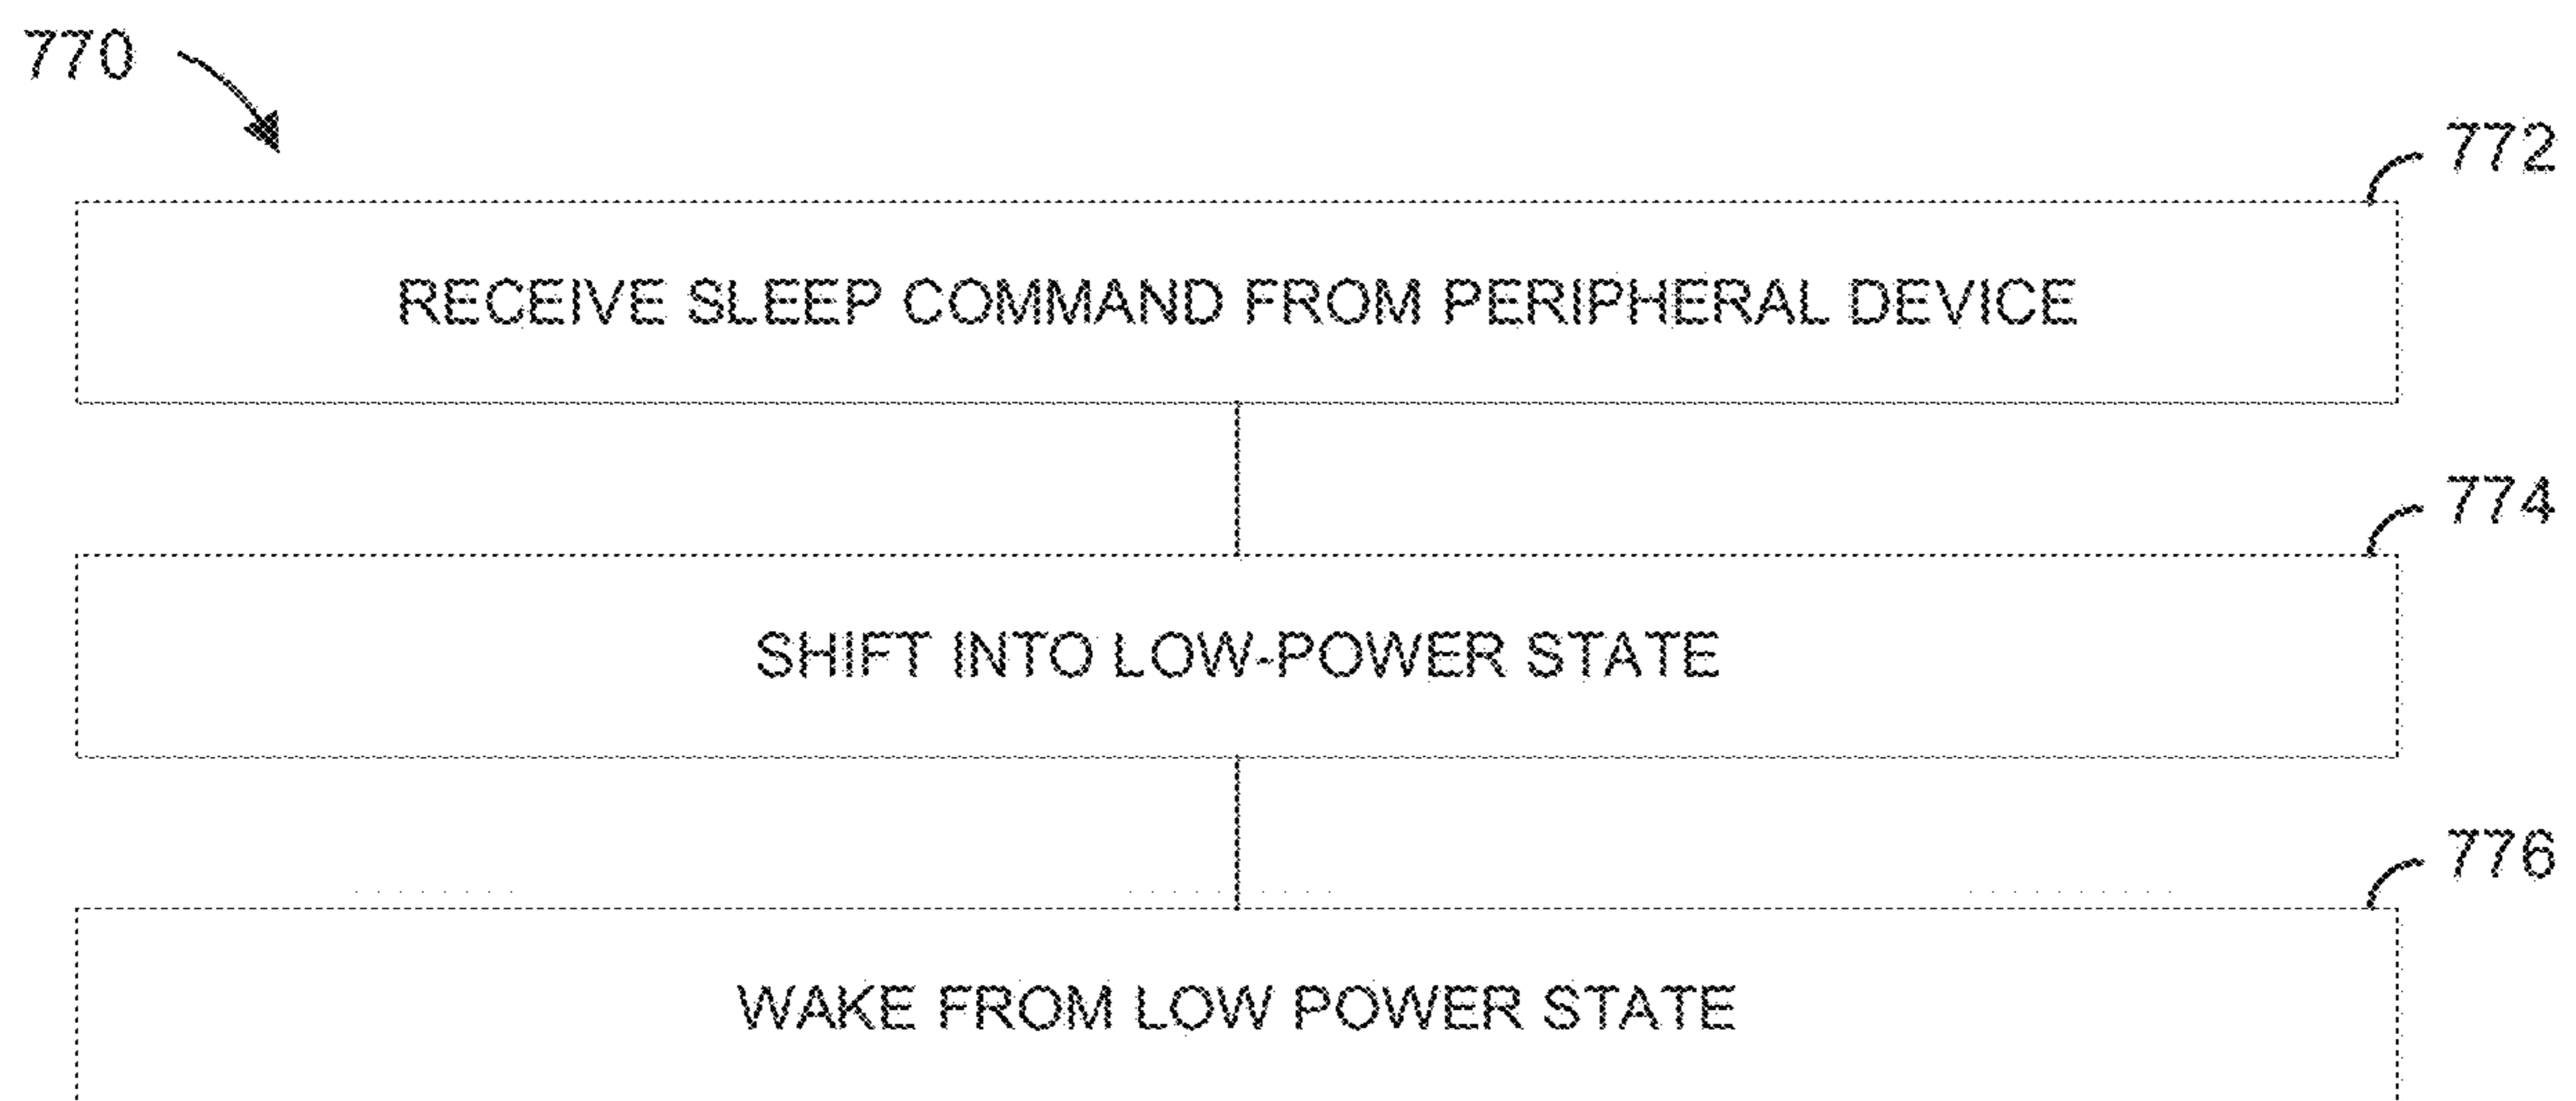 770
772
RECEIVE SLEEP COMMAND FROM PERIPHERAL DEVICE
774
SHIFT INTO LOW-POWER STATE
776
WAKE FROM LOW POWER STATE